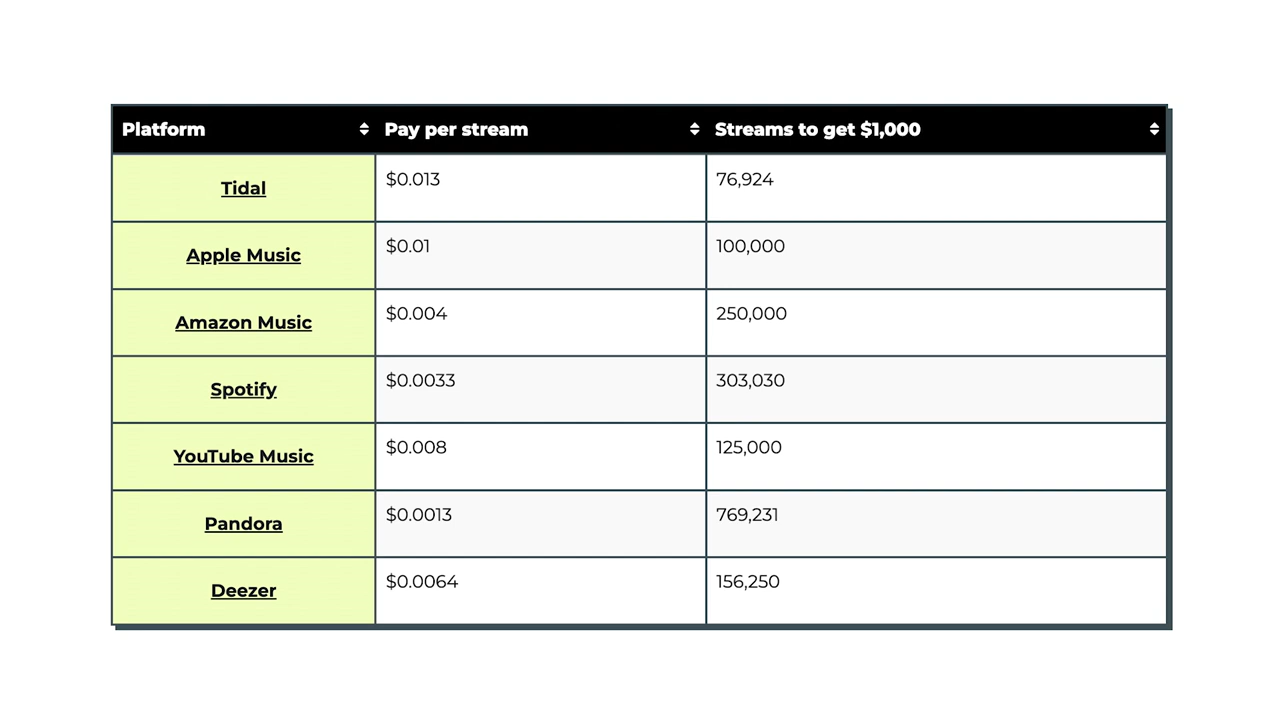 Platform Pay per stream Streams to get $1,000
Tidal $0.013 76,924
Apple Music $0.01 100,000
Amazon Music $0.004 250,000
Spotify $0.0033 303,030
YouTube Music $0.008 125,000
Pandora $0.0013 769,231
Deezer $0.0064 156,250